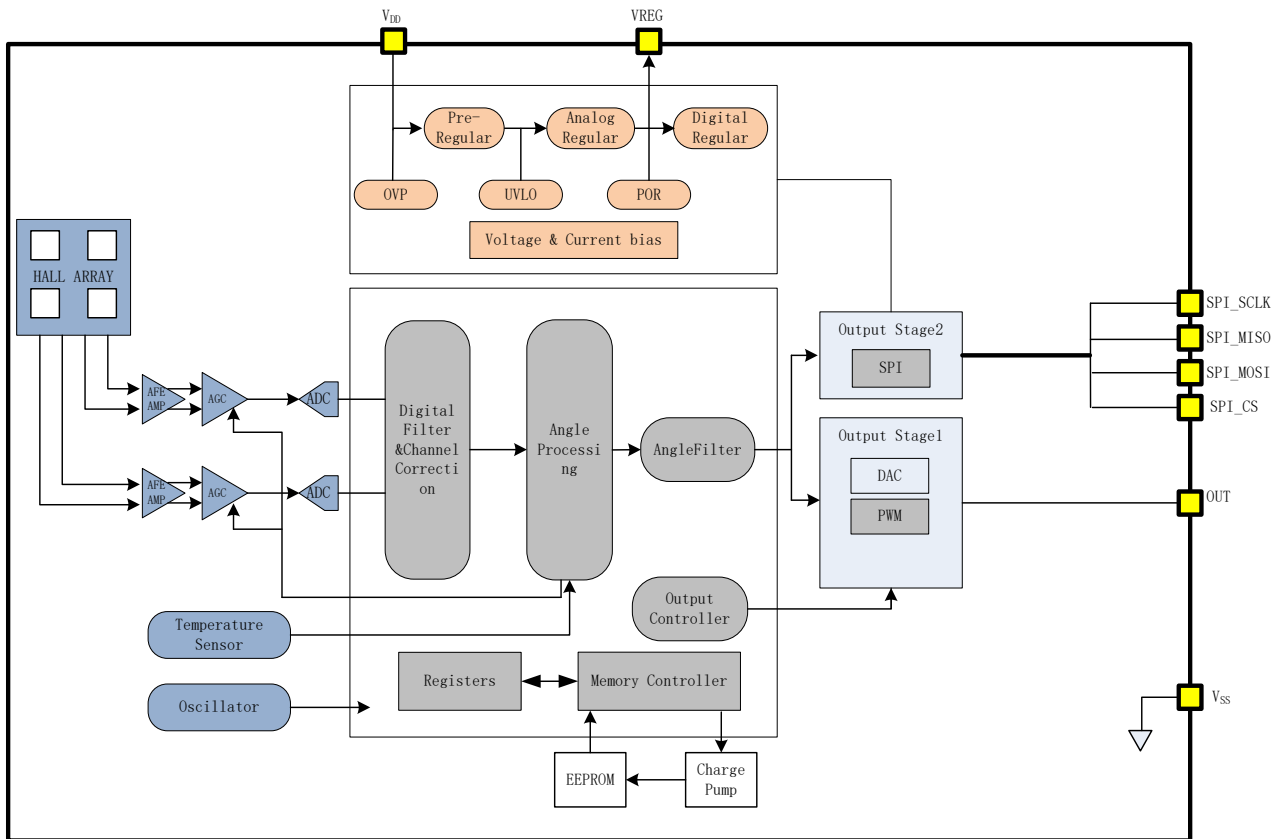 VDD
VREG
Pre-
Regular
Analog
Regular
Digital
Regular
OVP
UVLO
POR
Voltage & Current bias
HALL ARRAY
AFE
AMP
AGC
ADC
AFE
AMP
AGC
ADC
Digital
Filter
&Channel
Correcti
on
Angle
Processi
ng
AngleFilter
Output Stage2
SPI
Output Stage1
DAC
PWM
SPI_SCLK
SPI_MISO
SPI_MOSI
SPI_CS
OUT
Output
Controller
Temperature
Sensor
Oscillator
Registers
Memory Controller
EEPROM
Charge
Pump
VSS